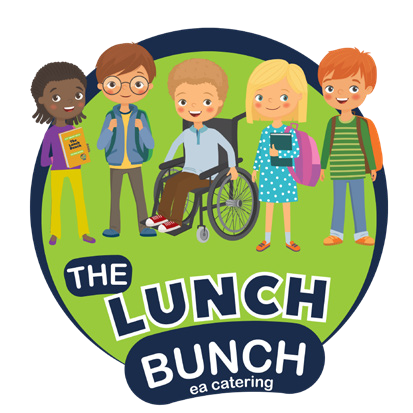 THE
LUNCH
BUNCH
ea catering